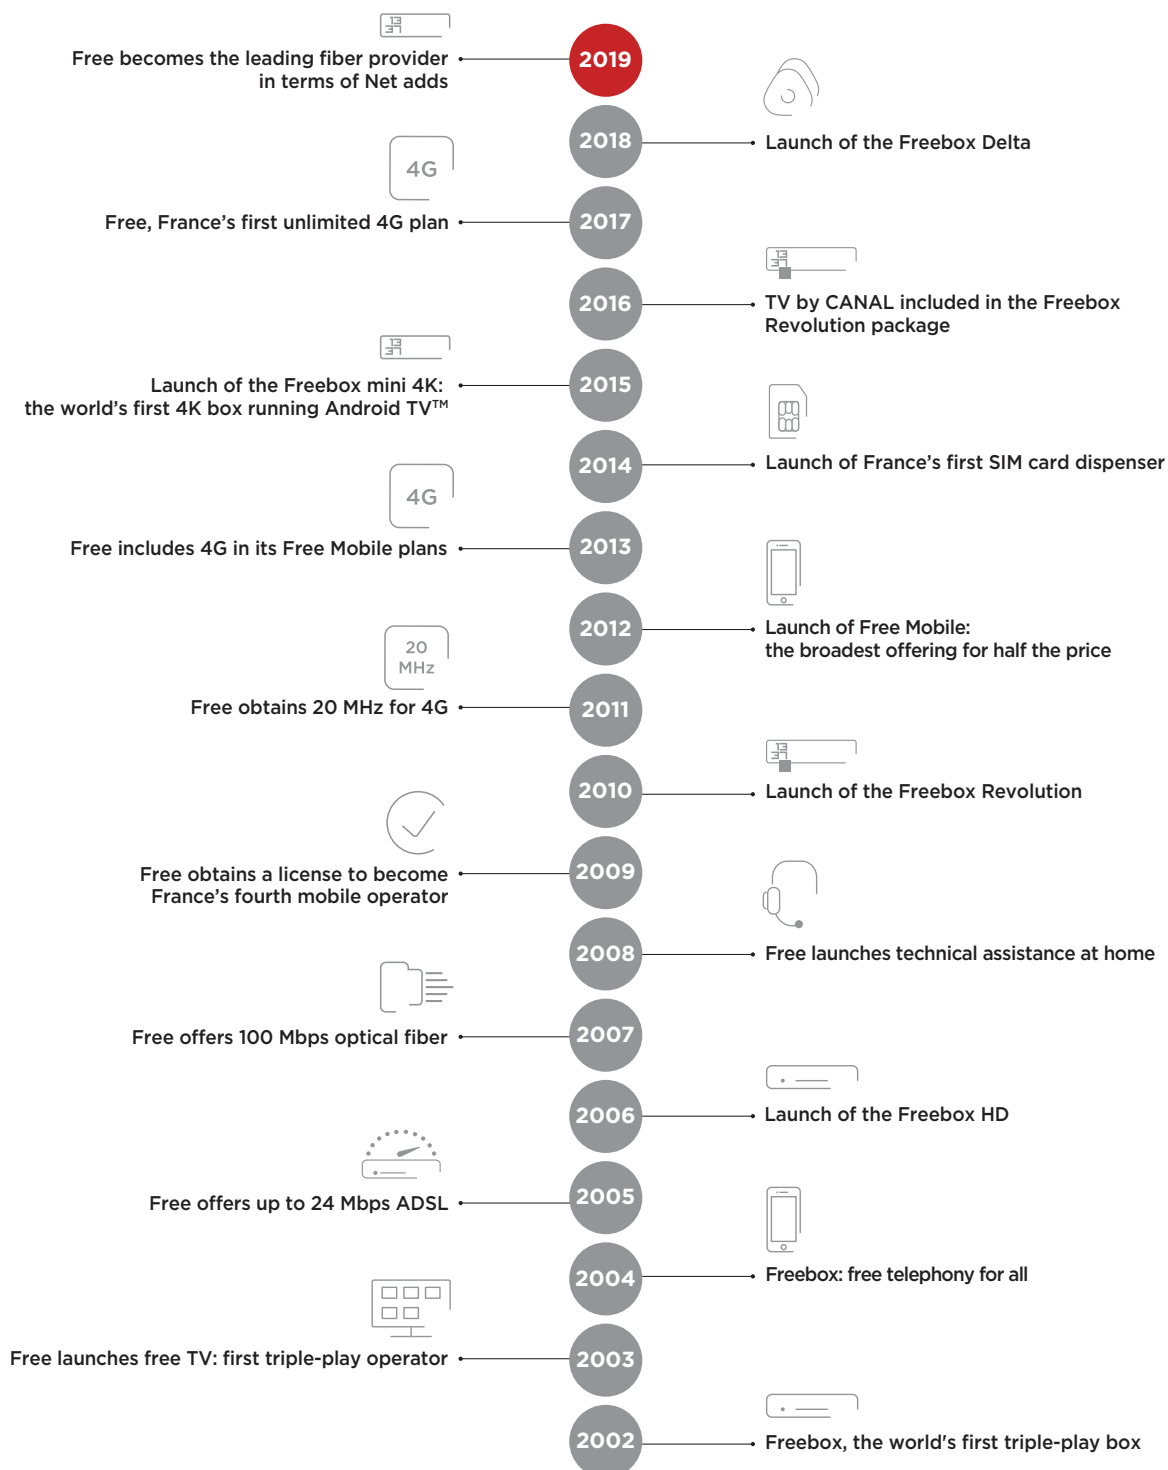 13
37
Free becomes the leading fiber provider
in terms of Net adds
2019
2018
Launch of the Freebox Delta
4G
Free, France’s first unlimited 4G plan
2017
13
37
2016
TV by CANAL included in the Freebox
Revolution package
13
37
Launch of the Freebox mini 4K:
the world’s first 4K box running Android TV™
2015
2014
Launch of France’s first SIM card dispenser
4G
Free includes 4G in its Free Mobile plans
2013
2012
Launch of Free Mobile:
the broadest offering for half the price
20
MHz
Free obtains 20 MHz for 4G
2011
13
37
2010
Launch of the Freebox Revolution
Free obtains a license to become
France’s fourth mobile operator
2009
2008
Free launches technical assistance at home
Free offers 100 Mbps optical fiber
2007
2006
Launch of the Freebox HD
Free offers up to 24 Mbps ADSL
2005
2004
Freebox: free telephony for all
Free launches free TV: first triple-play operator
2003
2002
Freebox, the world's first triple-play box